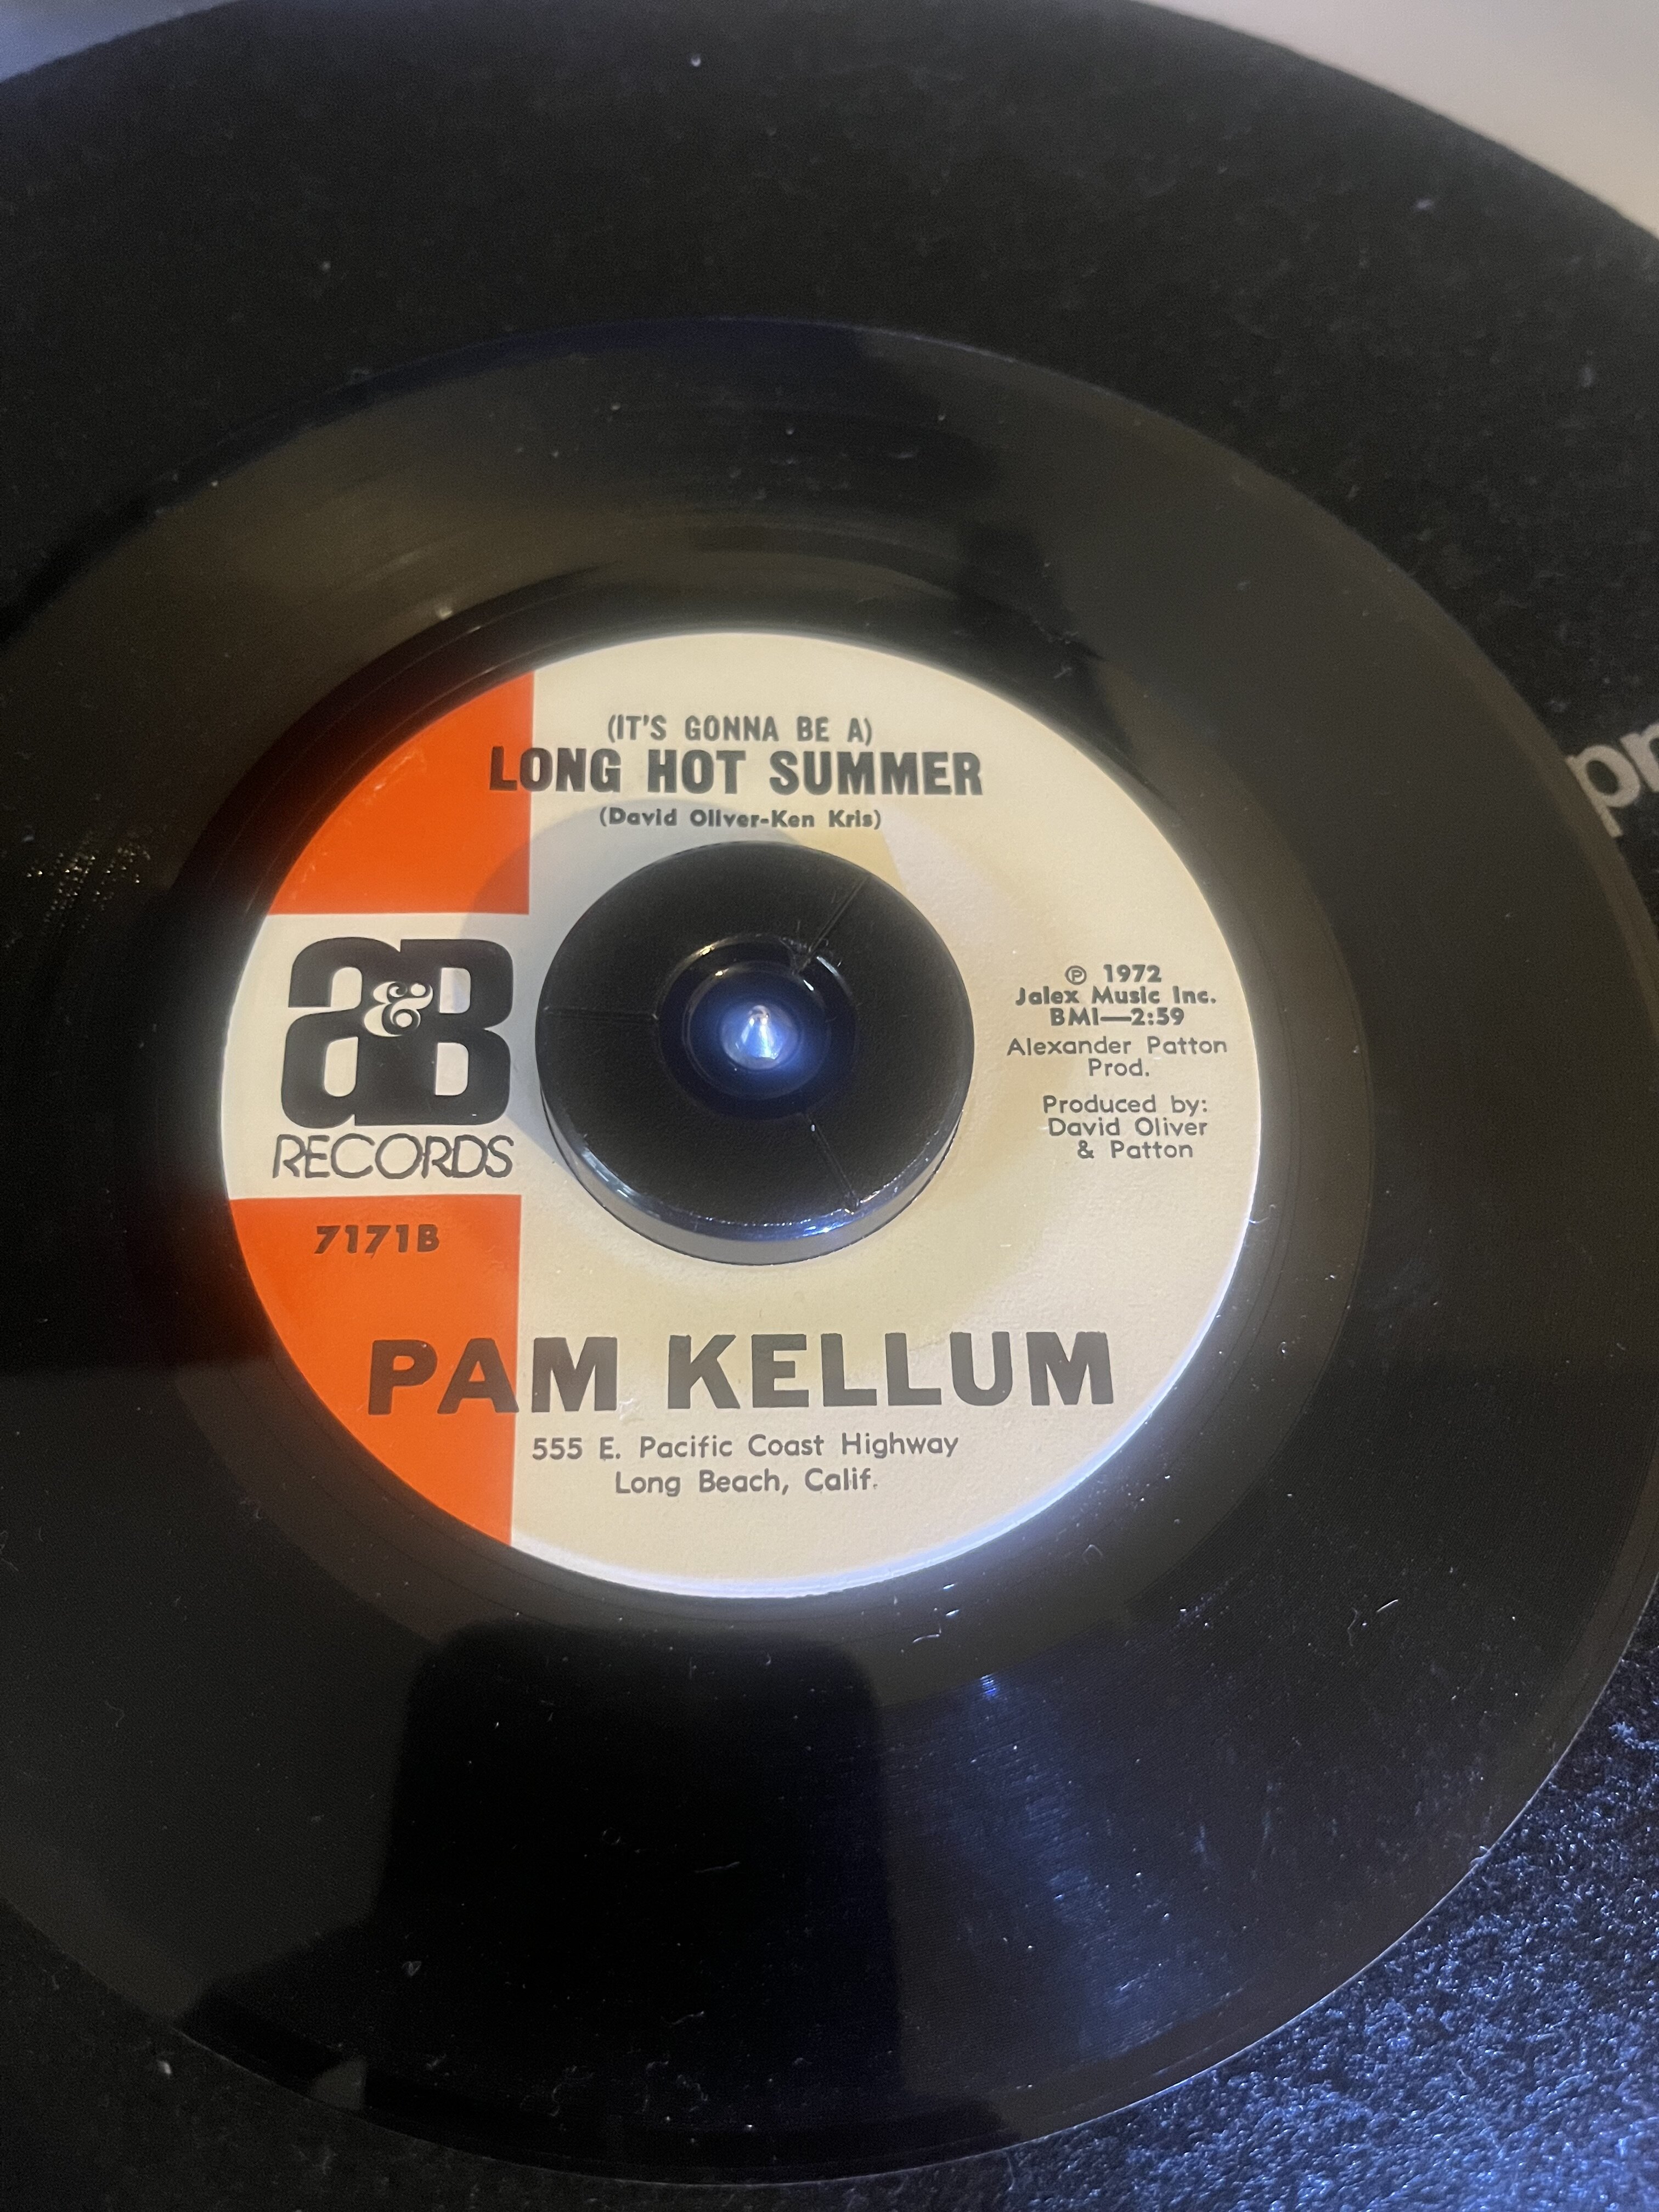 (IT'S GONNA BE A)
LONG HOT SUMMER
(David Oliver-Ken Kris)
a&B
RECORDS
7171B
℗ 1972
Jalex Music Inc.
BMI—2:59
Alexander Patton
Prod.
Produced by:
David Oliver
& Patton
PAM KELLUM
555 E. Pacific Coast Highway
Long Beach, Calif.